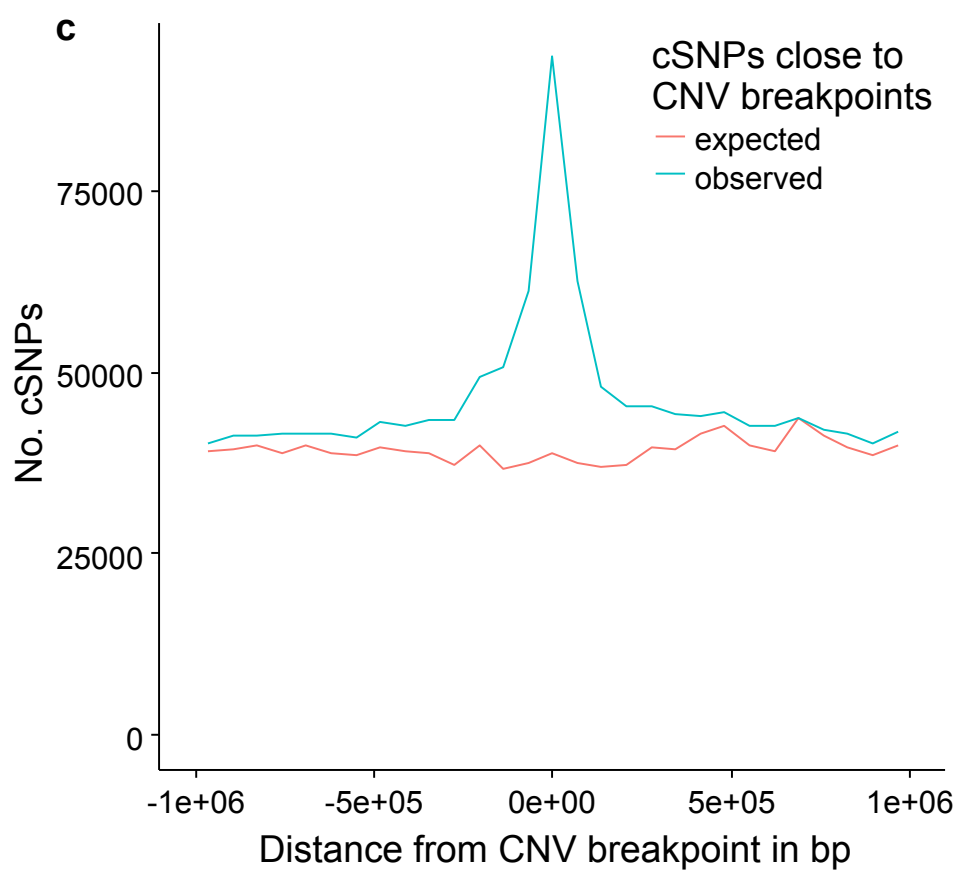 c
cSNPs close to
CNV breakpoints
expected
observed
No. cSNPs
75000
50000
25000
0
-1e+06
-5e+05
0e+00
5e+05
1e+06
Distance from CNV breakpoint in bp